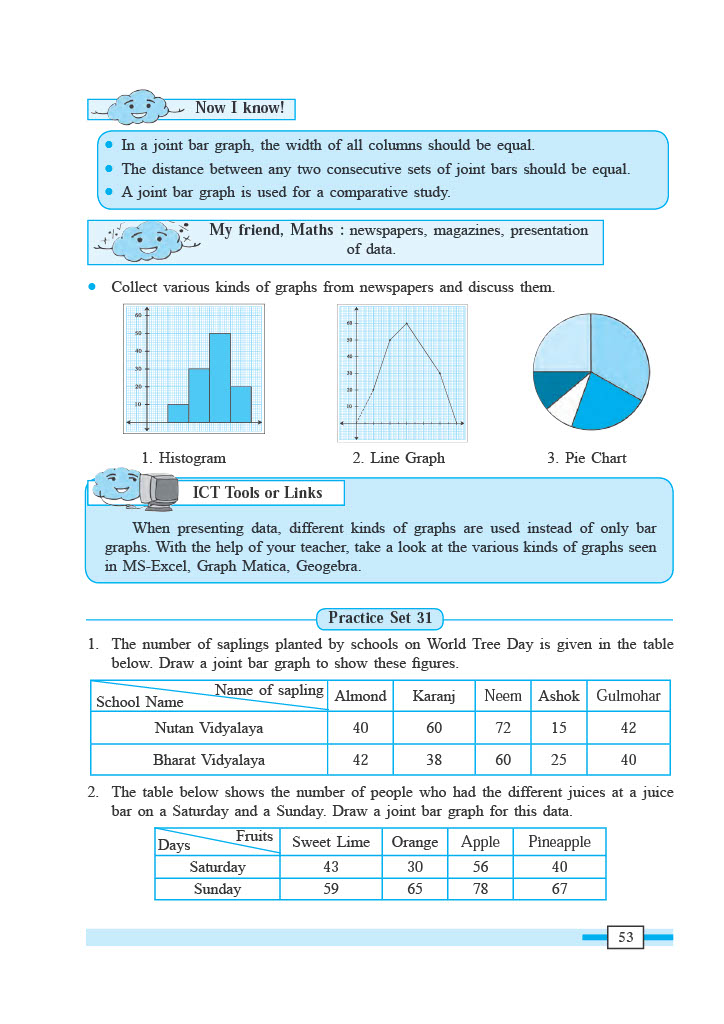 Now I know!
• In a joint bar graph, the width of all columns should be equal.
• The distance between any two consecutive sets of joint bars should be equal.
• A joint bar graph is used for a comparative study.
My friend, Maths : newspapers, magazines, presentation
of data.
• Collect various kinds of graphs from newspapers and discuss them.
60
50
40
30
20
10
60
50
40
30
20
10
1. Histogram 2. Line Graph 3. Pie Chart
ICT Tools or Links
When presenting data, different kinds of graphs are used instead of only bar
graphs. With the help of your teacher, take a look at the various kinds of graphs seen
in MS-Excel, Graph Matica, Geogebra.
Practice Set 31
1. The number of saplings planted by schools on World Tree Day is given in the table
below. Draw a joint bar graph to show these figures.
Name of sapling
School Name
Almond Karanj Neem Ashok Gulmohar
Nutan Vidyalaya 40 60 72 15 42
Bharat Vidyalaya 42 38 60 25 40
2. The table below shows the number of people who had the different juices at a juice
bar on a Saturday and a Sunday. Draw a joint bar graph for this data.
Fruits
Days
Sweet Lime Orange Apple Pineapple
Saturday 43 30 56 40
Sunday 59 65 78 67
53